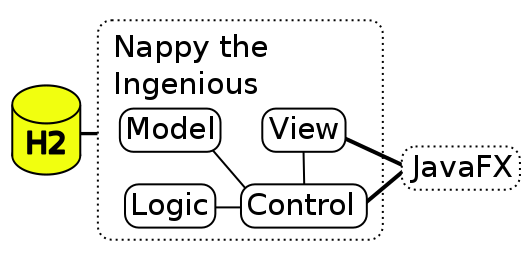 Nappy the
Ingenious
H2
Model
View
JavaFX
Logic
Control